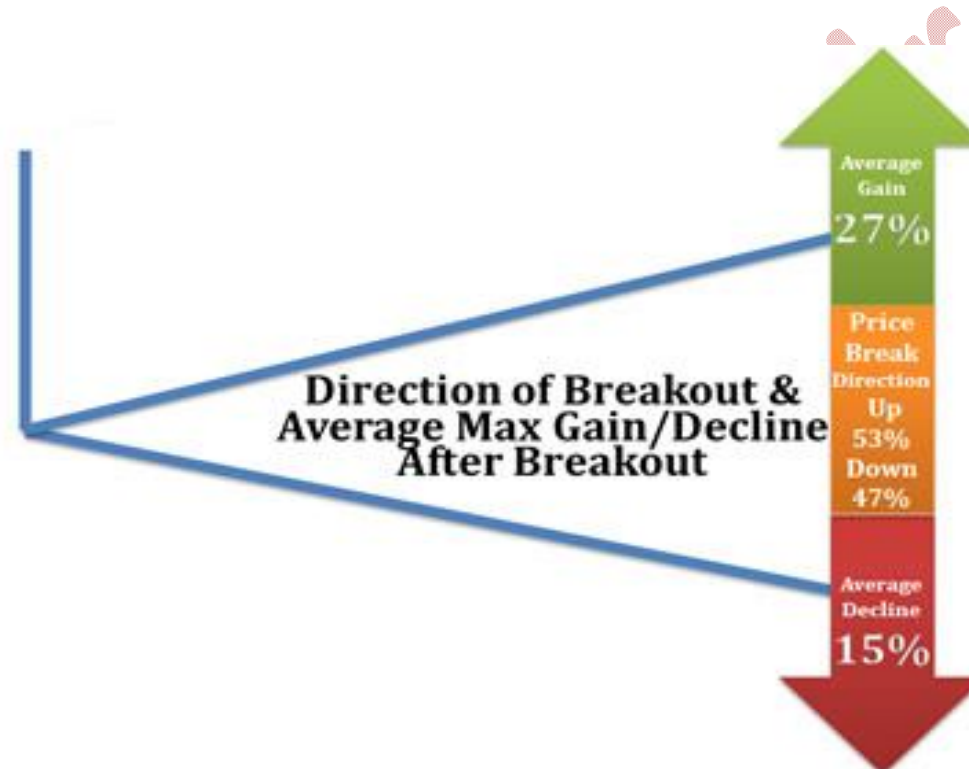 Average
Gain
27%
Price
Break
Direction
Up
53%
Down
47%
Direction of Breakout &
Average Max Gain/Decline
After Breakout
Average
Decline
15%